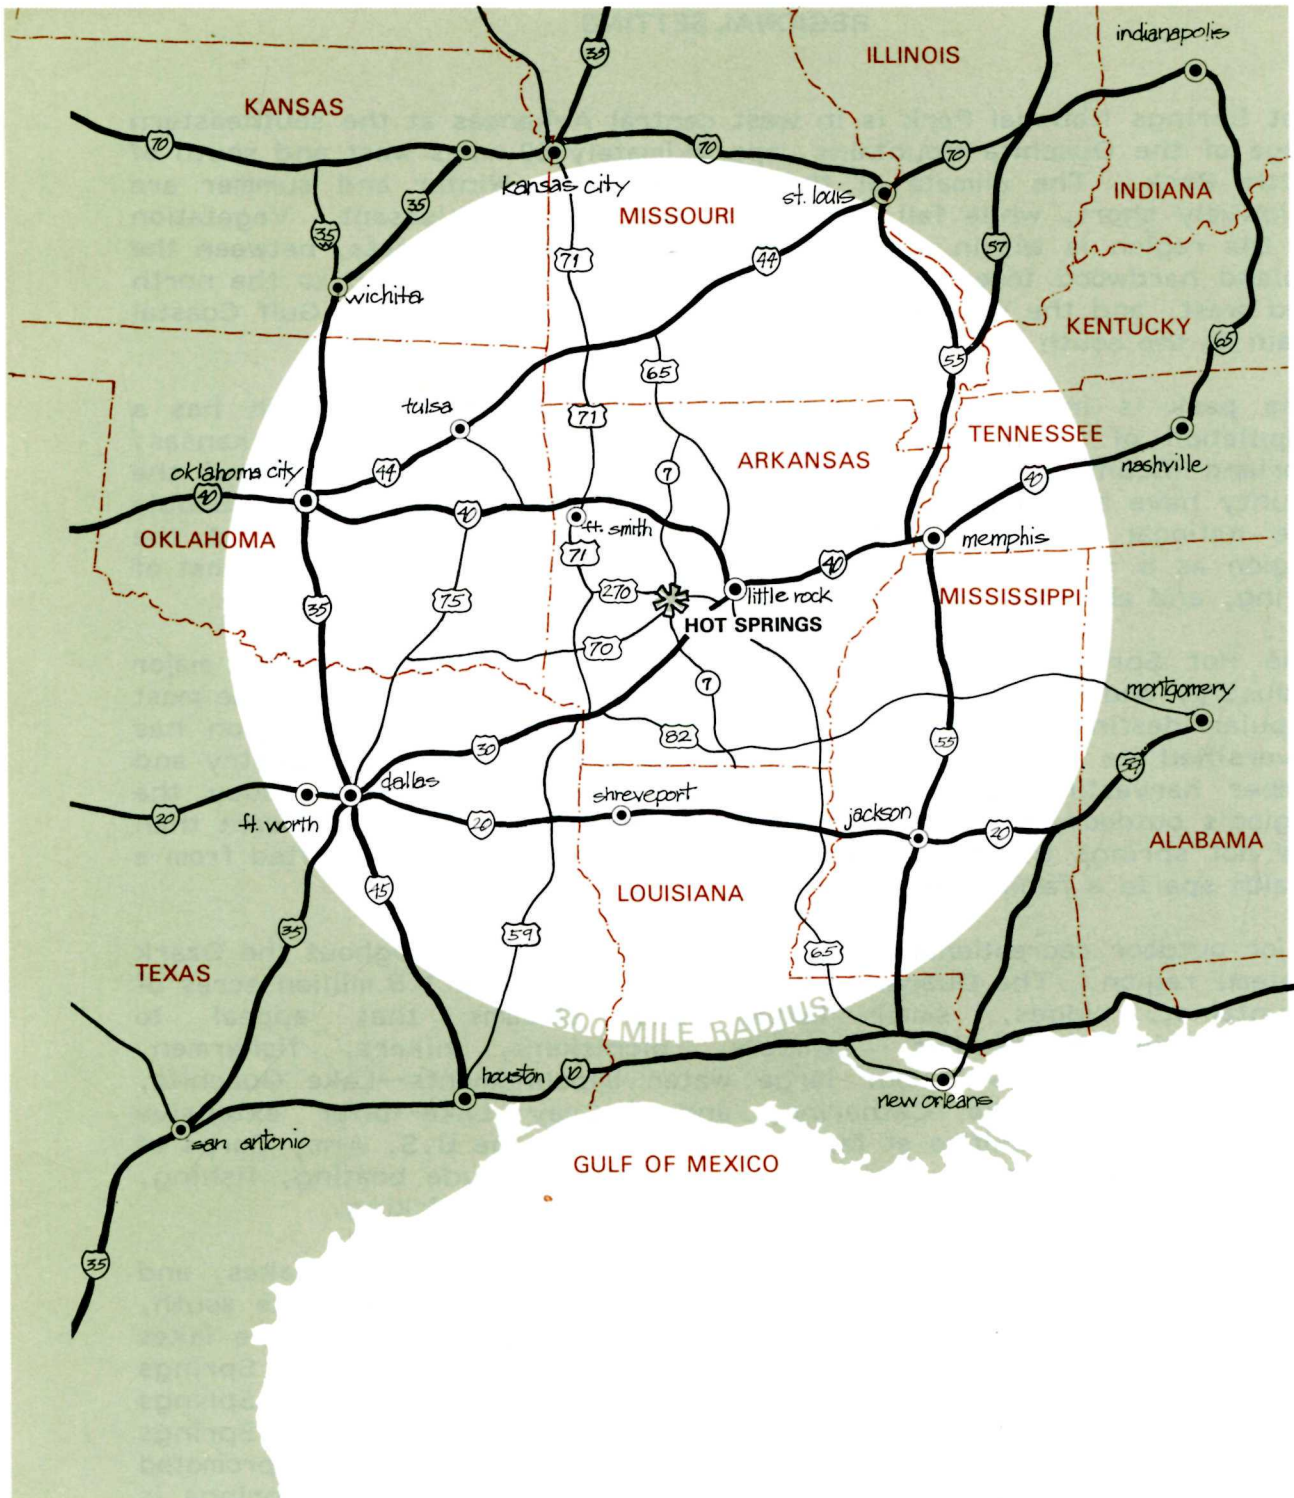 indianapolis
ILLINOIS
35
KANSAS
70
70
70
kansas city
st. louis
INDIANA
35
MISSOURI
35W
57
71
44
wichita
KENTUCKY
65
55
65
tulsa
71
TENNESSEE
ARKANSAS
nashville
oklahoma city
44
7
40
40
40
ft. smith
OKLAHOMA
memphis
71
40
270
little rock
MISSISSIPPI
75
35
HOT SPRINGS
70
7
montgomery
82
55
30
59
dallas
shreveport
jackson
20
ft. worth
20
20
ALABAMA
45
LOUISIANA
35
59
65
TEXAS
300 MILE RADIUS
houston
10
new orleans
san antonio
GULF OF MEXICO
35